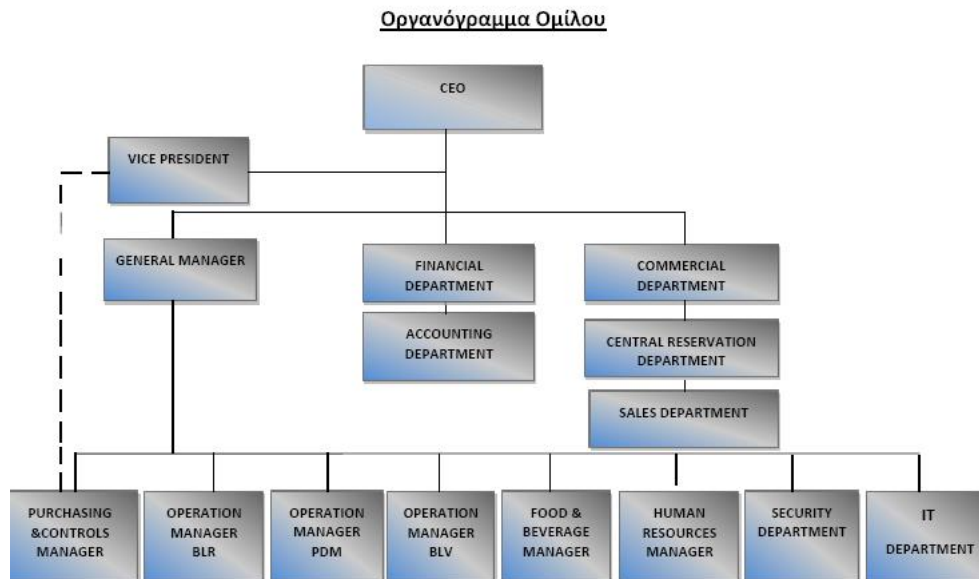 Οργανόγραμμα Ομίλου
CEO
VICE PRESIDENT
GENERAL MANAGER
FINANCIAL
DEPARTMENT
COMMERCIAL
DEPARTMENT
ACCOUNTING
DEPARTMENT
CENTRAL RESERVATION
DEPARTMENT
SALES DEPARTMENT
PURCHASING
&CONTROLS
MANAGER
OPERATION
MANAGER
BLR
OPERATION
MANAGER
PDM
OPERATION
MANAGER
BLV
FOOD &
BEVERAGE
MANAGER
HUMAN
RESOURCES
MANAGER
SECURITY
DEPARTMENT
IT
DEPARTMENT